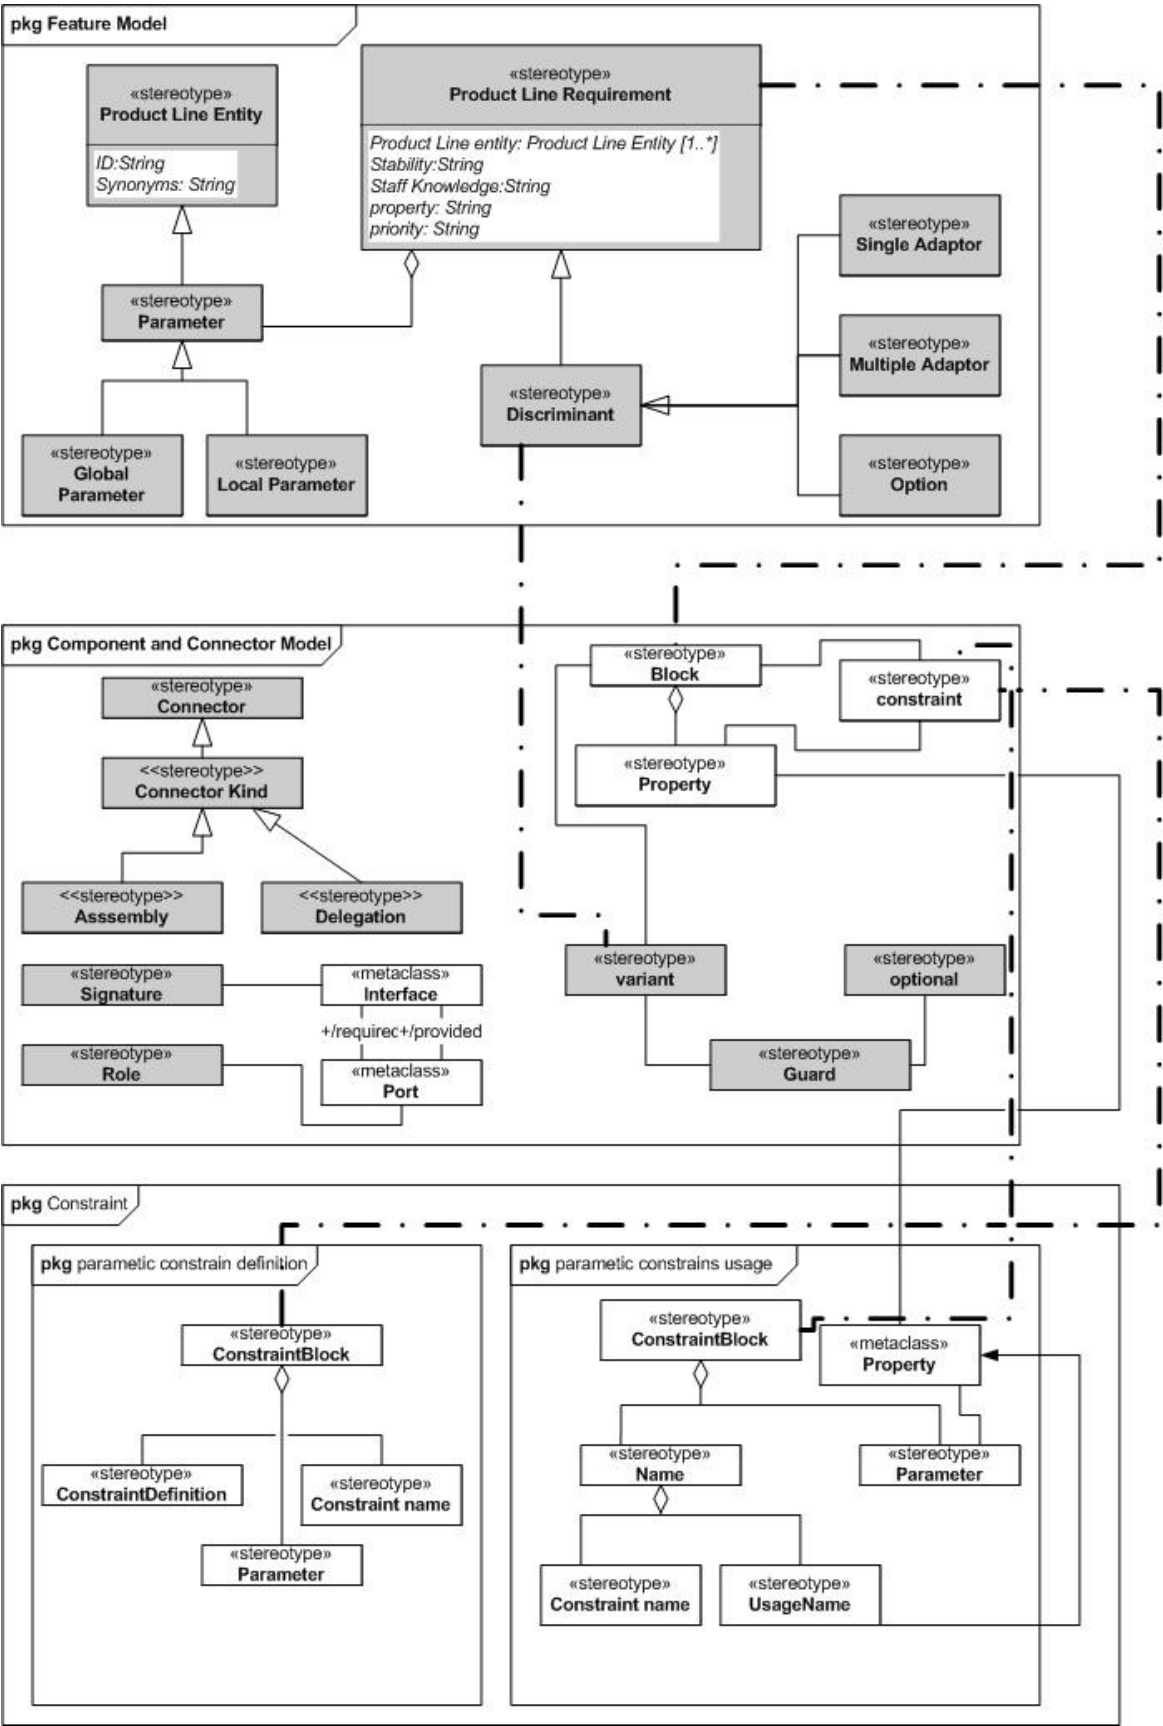 pkg Feature Model
«stereotype»
Product Line Entity
ID:String
Synonyms: String
«stereotype»
Product Line Requirement
Product Line entity: Product Line Entity [1..*]
Stability:String
Staff Knowledge:String
property: String
priority: String
«stereotype»
Single Adaptor
«stereotype»
Parameter
«stereotype»
Multiple Adaptor
«stereotype»
Discriminant
«stereotype»
Global
Parameter
«stereotype»
Local Parameter
«stereotype»
Option
pkg Component and Connector Model
«stereotype»
Block
«stereotype»
constraint
«stereotype»
Connector
«stereotype»
Property
<<stereotype>>
Connector Kind
<<stereotype>>
Asssembly
<<stereotype>>
Delegation
«stereotype»
variant
«stereotype»
optional
«stereotype»
Signature
«metaclass»
Interface
+/requirec+/provided
«stereotype»
Role
«metaclass»
Port
«stereotype»
Guard
pkg Constraint
pkg parametic constrain definition
«stereotype»
ConstraintBlock
«stereotype»
ConstraintDefinition
«stereotype»
Constraint name
«stereotype»
Parameter
pkg parametic constrains usage
«stereotype»
ConstraintBlock
«metaclass»
Property
«stereotype»
Name
«stereotype»
Parameter
«stereotype»
Constraint name
«stereotype»
UsageName